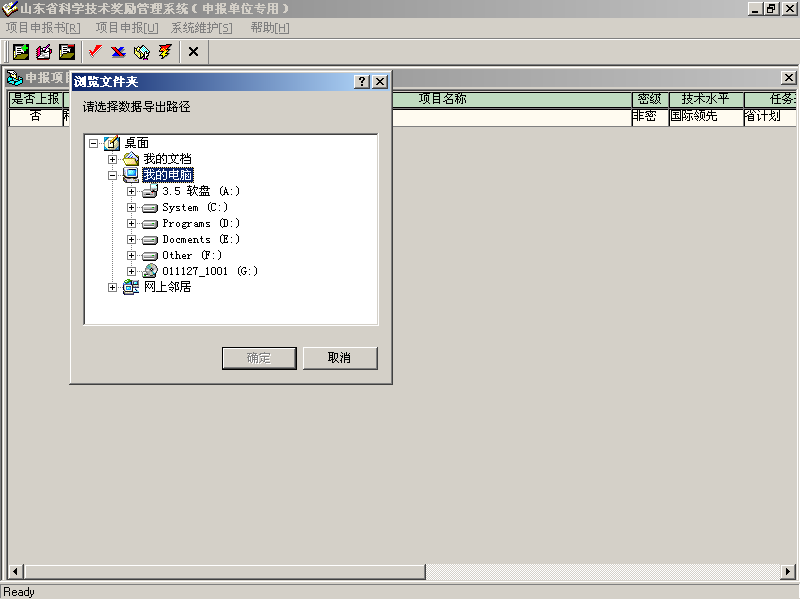 山东省科学技术奖励管理系统(申报单位专用)
项目申报书[R] 项目申报[U] 系统维护[S] 帮助[H]
申报项目
浏览文件夹
是否上报 项目名称 密级 技术水平 任务
否 非密 国际领先 省计划
请选择数据导出路径
桌面
我的文档
我的电脑
3.5 软盘 (A:)
System (C:)
Programs (D:)
Docments (E:)
Other (F:)
011127_1001 (G:)
网上邻居
确定 取消
Ready